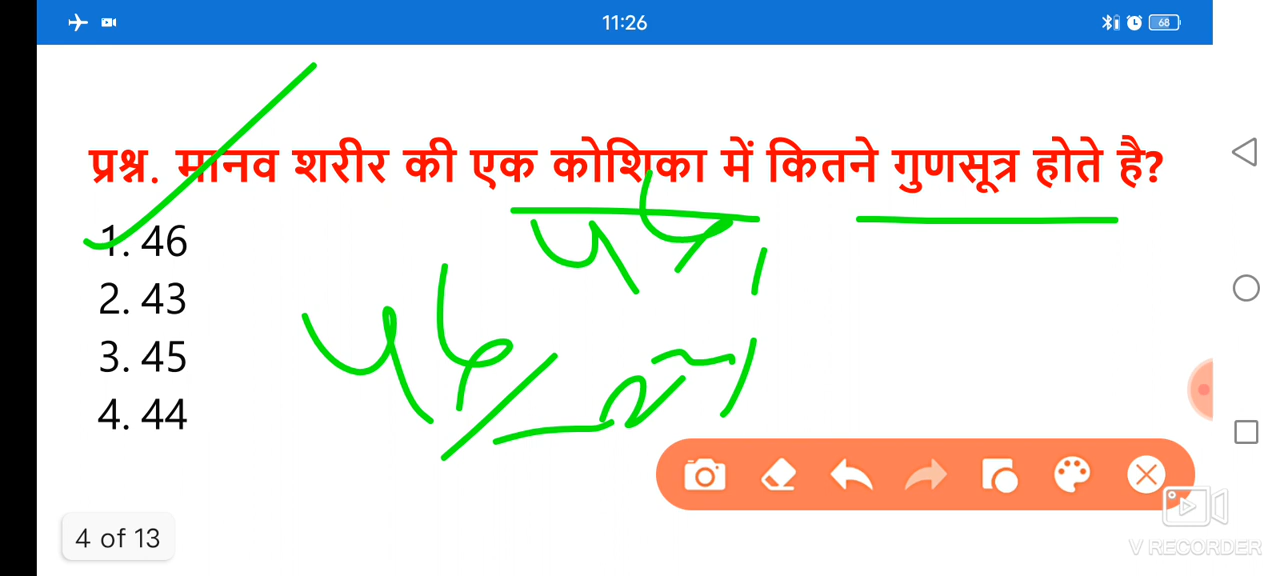 11:26
68
प्रश्न. मानव शरीर की एक कोशिका में कितने गुणसूत्र होते है?
1. 46
2. 43
3. 45
4. 44
4 of 13
V RECORDER